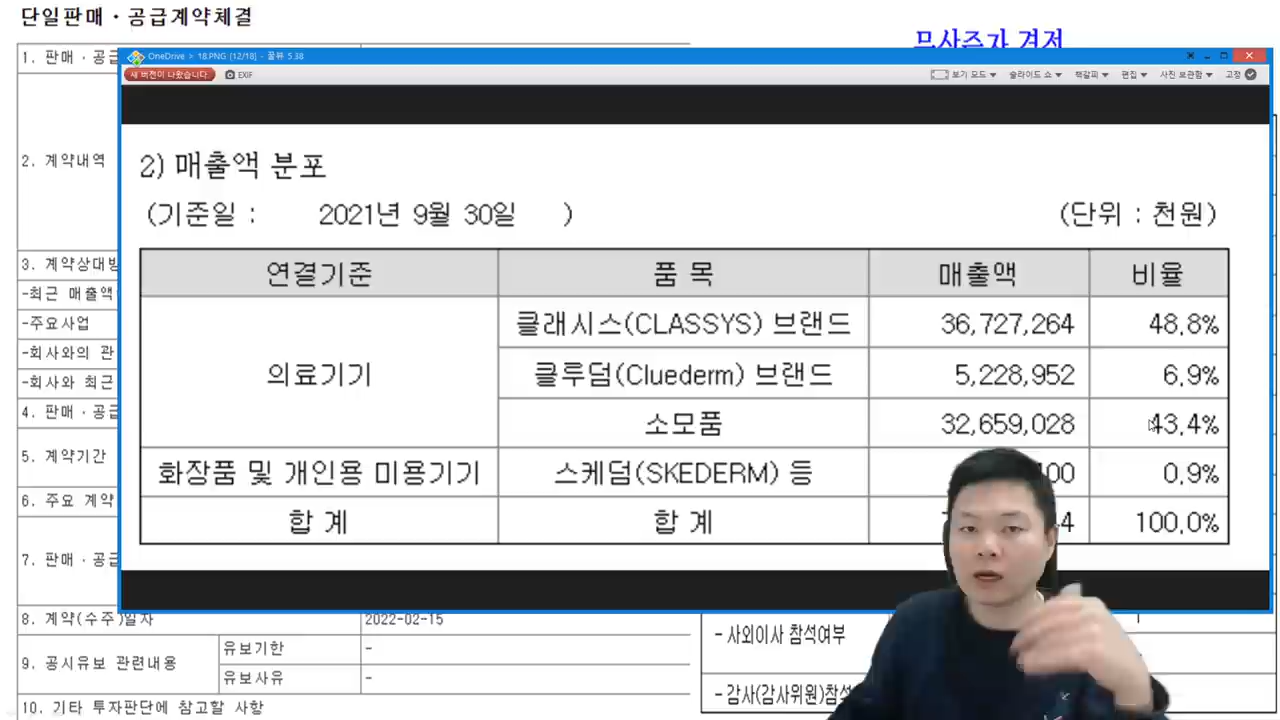 단일판매·공급계약체결
무상증자 결정
1. 판매·공급
2. 계약내역
3. 계약상대방
-최근 매출액
-주요사업
-회사와의 관
-회사와 최근
4. 판매·공급
5. 계약기간
6. 주요 계약
7. 판매·공급
8. 계약(수주)일자 2022-02-15
9. 공시유보 관련내용 유보기한 -
유보사유 -
10. 기타 투자판단에 참고할 사항
- 사외이사 참석여부
- 감사(감사위원)참석
OneDrive > 18.PNG [12/18] - 꿀뷰 5.38
새 버전이 나왔습니다. EXIF 보기 모드 슬라이드 쇼 책갈피 편집 사진 보관함 고정
2) 매출액 분포
(기준일 : 2021년 9월 30일 ) (단위 : 천원)
연결기준 품 목 매출액 비율
의료기기 클래시스(CLASSYS) 브랜드 36,727,264 48.8%
클루덤(Cluederm) 브랜드 5,228,952 6.9%
소모품 32,659,028 43.4%
화장품 및 개인용 미용기기 스케덤(SKEDERM) 등 00 0.9%
합 계 합 계 4 100.0%